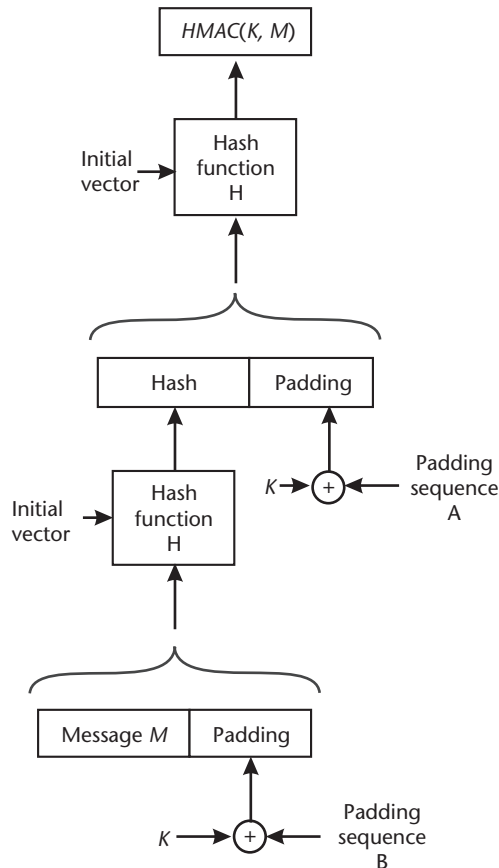 HMAC(K, M)
Initial
vector
Hash
function
H
Hash
Padding
Initial
vector
Hash
function
H
K
+
Padding
sequence
A
Message M
Padding
K
+
Padding
sequence
B